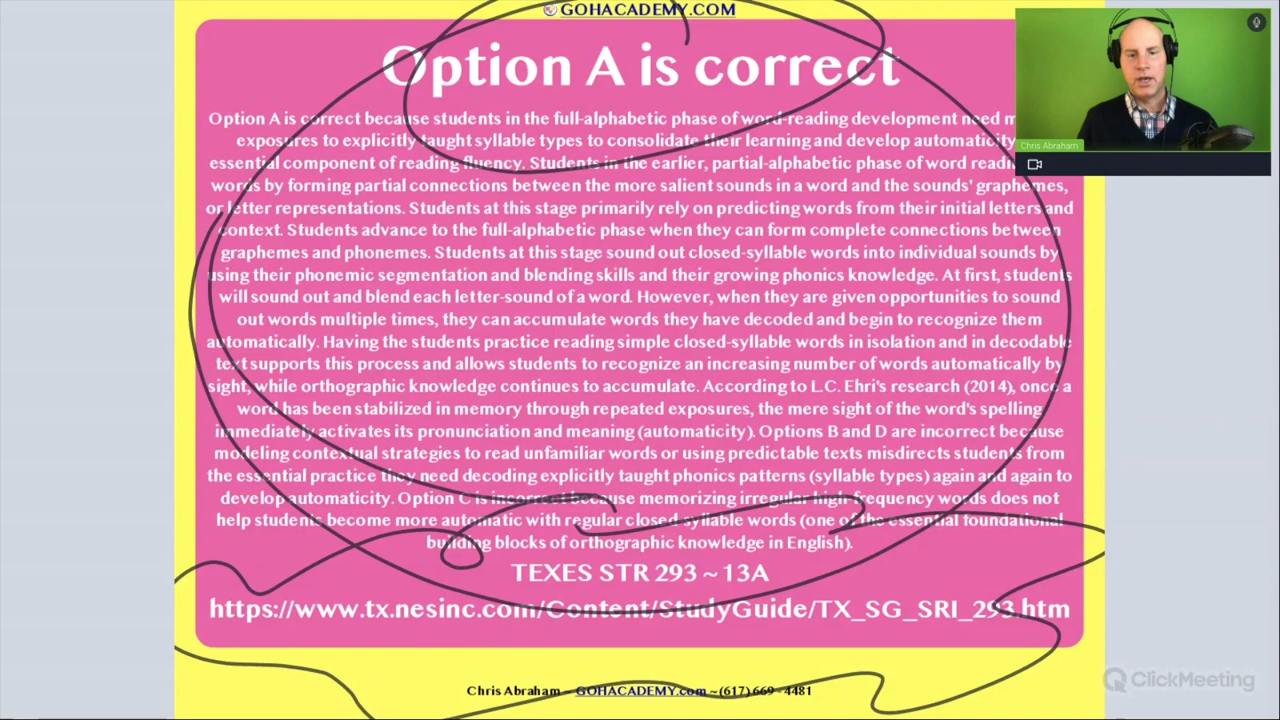 GOHACADEMY.COM
Option A is correct
Option A is correct because students in the full-alphabetic phase of word-reading development need m
exposures to explicitly taught syllable types to consolidate their learning and develop automaticity
essential component of reading fluency. Students in the earlier, partial-alphabetic phase of word readi
words by forming partial connections between the more salient sounds in a word and the sounds' graphemes,
or letter representations. Students at this stage primarily rely on predicting words from their initial letters and
context. Students advance to the full-alphabetic phase when they can form complete connections between
graphemes and phonemes. Students at this stage sound out closed-syllable words into individual sounds by
using their phonemic segmentation and blending skills and their growing phonics knowledge. At first, students
will sound out and blend each letter-sound of a word. However, when they are given opportunities to sound
out words multiple times, they can accumulate words they have decoded and begin to recognize them
automatically. Having the students practice reading simple closed-syllable words in isolation and in decodable
text supports this process and allows students to recognize an increasing number of words automatically by
sight, while orthographic knowledge continues to accumulate. According to L.C. Ehri's research (2014), once a
word has been stabilized in memory through repeated exposures, the mere sight of the word's spelling
immediately activates its pronunciation and meaning (automaticity). Options B and D are incorrect because
modeling contextual strategies to read unfamiliar words or using predictable texts misdirects students from
the essential practice they need decoding explicitly taught phonics patterns (syllable types) again and again to
develop automaticity. Option C is incorrect because memorizing irregular high-frequency words does not
help students become more automatic with regular closed syllable words (one of the essential foundational
building blocks of orthographic knowledge in English).
TEXES STR 293 ~ 13A
https://www.tx.nesinc.com/Content/StudyGuide/TX_SG_SRI_293.htm
Chris Abraham ~ GOHACADEMY.com ~ (617) 669 - 4481
Chris Abraham
ClickMeeting